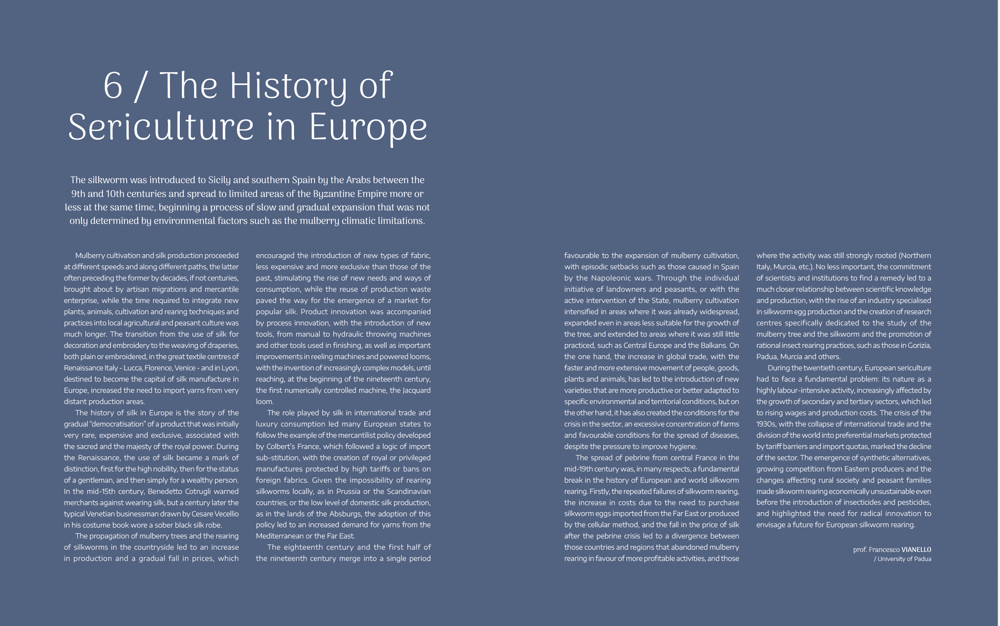 6 / The History of
Sericulture in Europe
The silkworm was introduced to Sicily and southern Spain by the Arabs between the
9th and 10th centuries and spread to limited areas of the Byzantine Empire more or
less at the same time, beginning a process of slow and gradual expansion that was not
only determined by environmental factors such as the mulberry climatic limitations.
Mulberry cultivation and silk production proceeded
at different speeds and along different paths, the latter
often preceding the former by decades, if not centuries,
brought about by artisan migrations and mercantile
enterprise, while the time required to integrate new
plants, animals, cultivation and rearing techniques and
practices into local agricultural and peasant culture was
much longer. The transition from the use of silk for
decoration and embroidery to the weaving of draperies,
both plain or embroidered, in the great textile centres of
Renaissance Italy - Lucca, Florence, Venice - and in Lyon,
destined to become the capital of silk manufacture in
Europe, increased the need to import yarns from very
distant production areas.
The history of silk in Europe is the story of the
gradual “democratisation” of a product that was initially
very rare, expensive and exclusive, associated with
the sacred and the majesty of the royal power. During
the Renaissance, the use of silk became a mark of
distinction, first for the high nobility, then for the status
of a gentleman, and then simply for a wealthy person.
In the mid-15th century, Benedetto Cotrugli warned
merchants against wearing silk, but a century later the
typical Venetian businessman drawn by Cesare Vecellio
in his costume book wore a sober black silk robe.
The propagation of mulberry trees and the rearing
of silkworms in the countryside led to an increase
in production and a gradual fall in prices, which
encouraged the introduction of new types of fabric,
less expensive and more exclusive than those of the
past, stimulating the rise of new needs and ways of
consumption, while the reuse of production waste
paved the way for the emergence of a market for
popular silk. Product innovation was accompanied
by process innovation, with the introduction of new
tools, from manual to hydraulic throwing machines
and other tools used in finishing, as well as important
improvements in reeling machines and powered looms,
with the invention of increasingly complex models, until
reaching, at the beginning of the nineteenth century,
the first numerically controlled machine, the Jacquard
loom.
The role played by silk in international trade and
luxury consumption led many European states to
follow the example of the mercantilist policy developed
by Colbert’s France, which followed a logic of import
sub-stitution, with the creation of royal or privileged
manufactures protected by high tariffs or bans on
foreign fabrics. Given the impossibility of rearing
silkworms locally, as in Prussia or the Scandinavian
countries, or the low level of domestic silk production,
as in the lands of the Absburgs, the adoption of this
policy led to an increased demand for yarns from the
Mediterranean or the Far East.
The eighteenth century and the first half of
the nineteenth century merge into a single period
favourable to the expansion of mulberry cultivation,
with episodic setbacks such as those caused in Spain
by the Napoleonic wars. Through the individual
initiative of landowners and peasants, or with the
active intervention of the State, mulberry cultivation
intensified in areas where it was already widespread,
expanded even in areas less suitable for the growth of
the tree, and extended to areas where it was still little
practiced, such as Central Europe and the Balkans. On
the one hand, the increase in global trade, with the
faster and more extensive movement of people, goods,
plants and animals, has led to the introduction of new
varieties that are more productive or better adapted to
specific environmental and territorial conditions, but on
the other hand, it has also created the conditions for the
crisis in the sector, an excessive concentration of farms
and favourable conditions for the spread of diseases,
despite the pressure to improve hygiene.
The spread of pebrine from central France in the
mid-19th century was, in many respects, a fundamental
break in the history of European and world silkworm
rearing. Firstly, the repeated failures of silkworm rearing,
the increase in costs due to the need to purchase
silkworm eggs imported from the Far East or produced
by the cellular method, and the fall in the price of silk
after the pebrine crisis led to a divergence between
those countries and regions that abandoned mulberry
rearing in favour of more profitable activities, and those
where the activity was still strongly rooted (Northern
Italy, Murcia, etc.). No less important, the commitment
of scientists and institutions to find a remedy led to a
much closer relationship between scientific knowledge
and production, with the rise of an industry specialised
in silkworm egg production and the creation of research
centres specifically dedicated to the study of the
mulberry tree and the silkworm and the promotion of
rational insect rearing practices, such as those in Gorizia,
Padua, Murcia and others.
During the twentieth century, European sericulture
had to face a fundamental problem: its nature as a
highly labour-intensive activity, increasingly affected by
the growth of secondary and tertiary sectors, which led
to rising wages and production costs. The crisis of the
1930s, with the collapse of international trade and the
division of the world into preferential markets protected
by tariff barriers and import quotas, marked the decline
of the sector. The emergence of synthetic alternatives,
growing competition from Eastern producers and the
changes affecting rural society and peasant families
made silkworm rearing economically unsustainable even
before the introduction of insecticides and pesticides,
and highlighted the need for radical innovation to
envisage a future for European silkworm rearing.
prof. Francesco VIANELLO
/ University of Padua